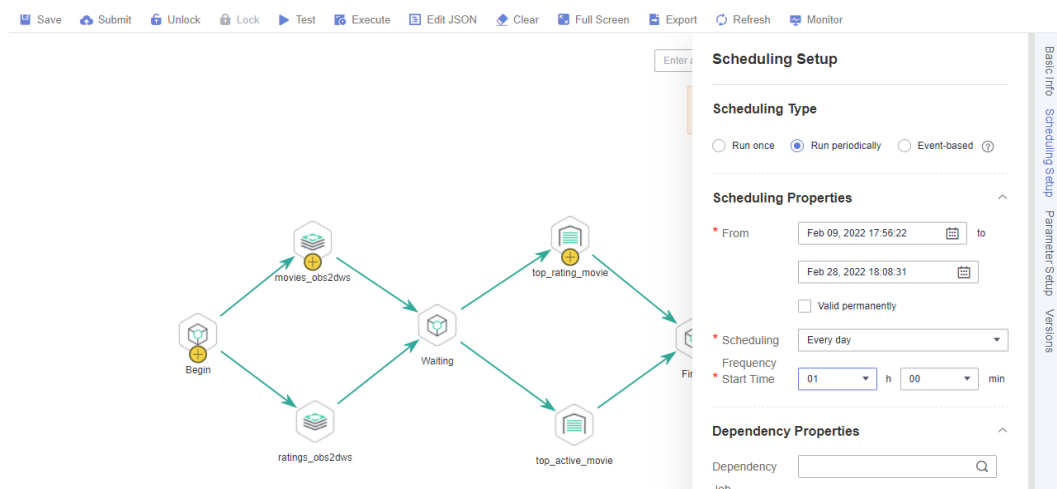 Save Submit Unlock Lock Test Execute Edit JSON Clear Full Screen Export Refresh Monitor
Enter
movies_obs2dws
top_rating_movie
Begin
Waiting
Fin
ratings_obs2dws
top_active_movie
Scheduling Setup
Scheduling Type
Run once Run periodically Event-based ?
Scheduling Properties
* From Feb 09, 2022 17:56:22 to
Feb 28, 2022 18:08:31
Valid permanently
* Scheduling Every day
Frequency
* Start Time 01 h 00 min
Dependency Properties
Dependency
Job
Basic Info
Scheduling Setup
Parameter Setup
Versions